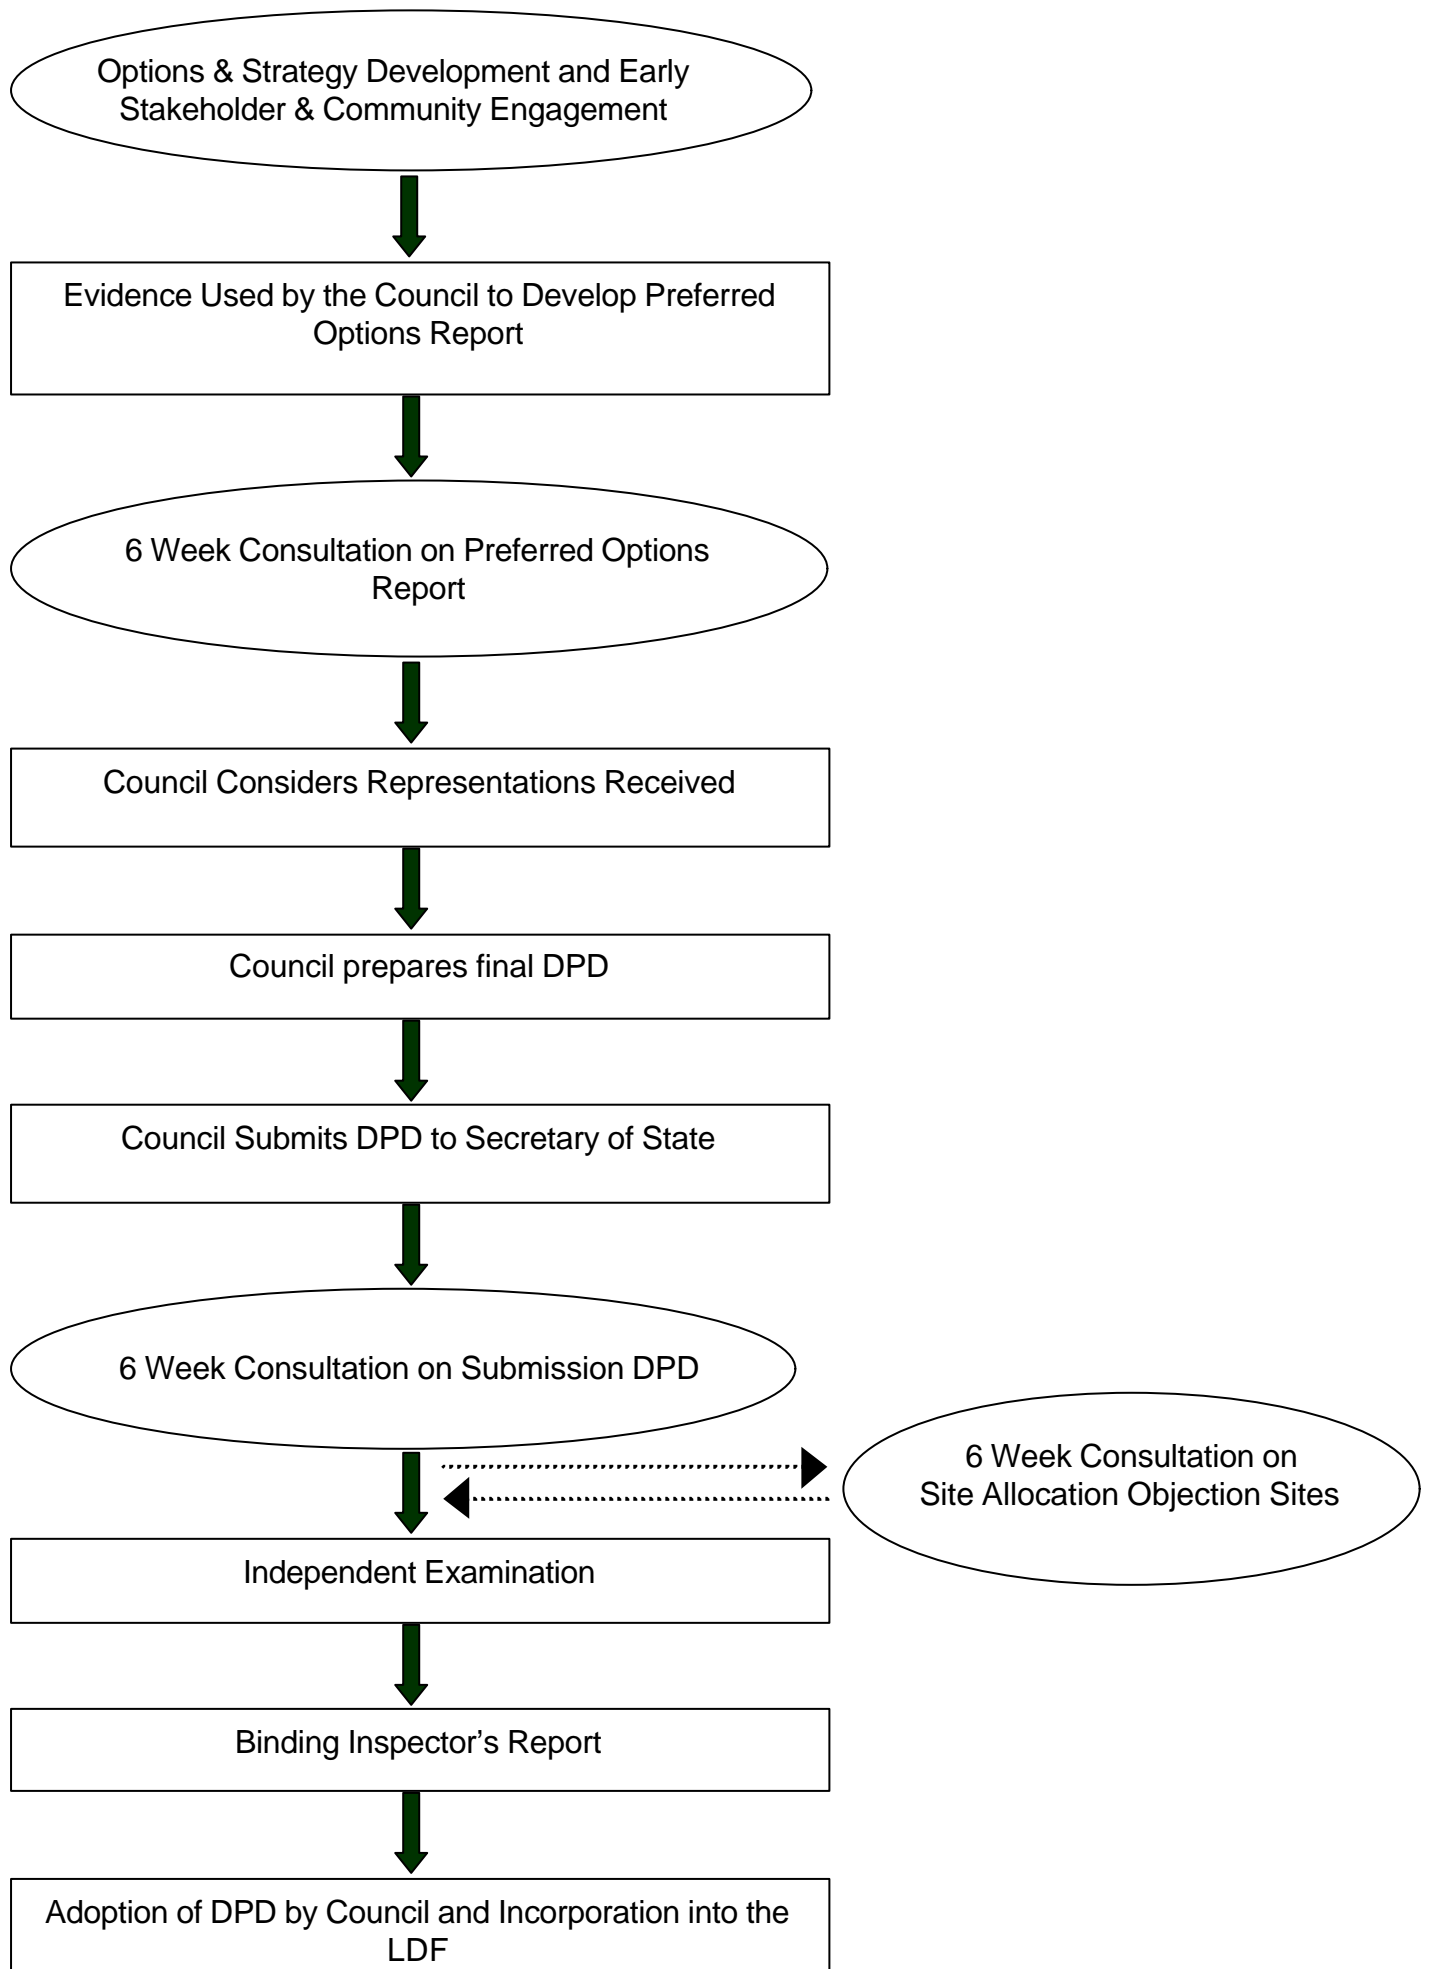 Options & Strategy Development and Early
Stakeholder & Community Engagement
Evidence Used by the Council to Develop Preferred
Options Report
6 Week Consultation on Preferred Options
Report
Council Considers Representations Received
Council prepares final DPD
Council Submits DPD to Secretary of State
6 Week Consultation on Submission DPD
6 Week Consultation on
Site Allocation Objection Sites
Independent Examination
Binding Inspector’s Report
Adoption of DPD by Council and Incorporation into the
LDF